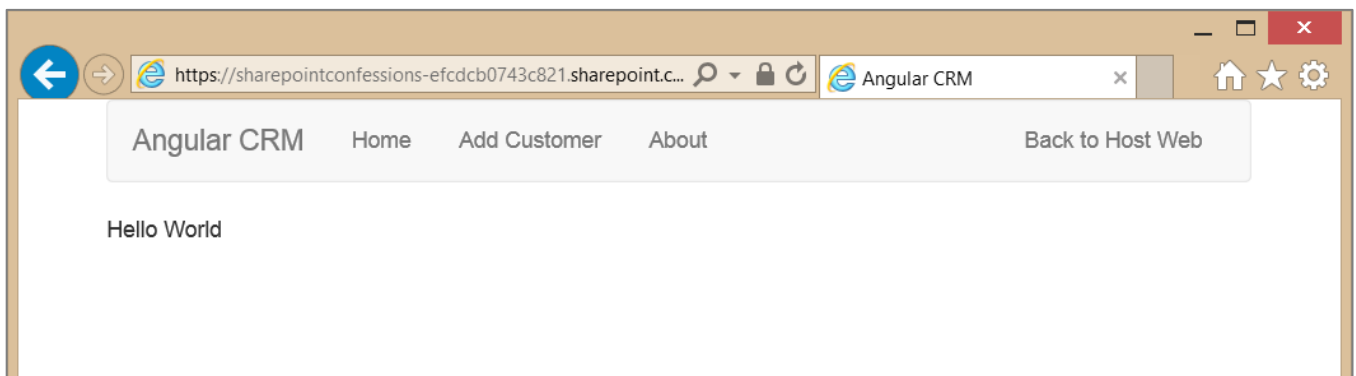 https://sharepointconfessions-efcdcb0743c821.sharepoint.c... Angular CRM
Angular CRM Home Add Customer About Back to Host Web
Hello World